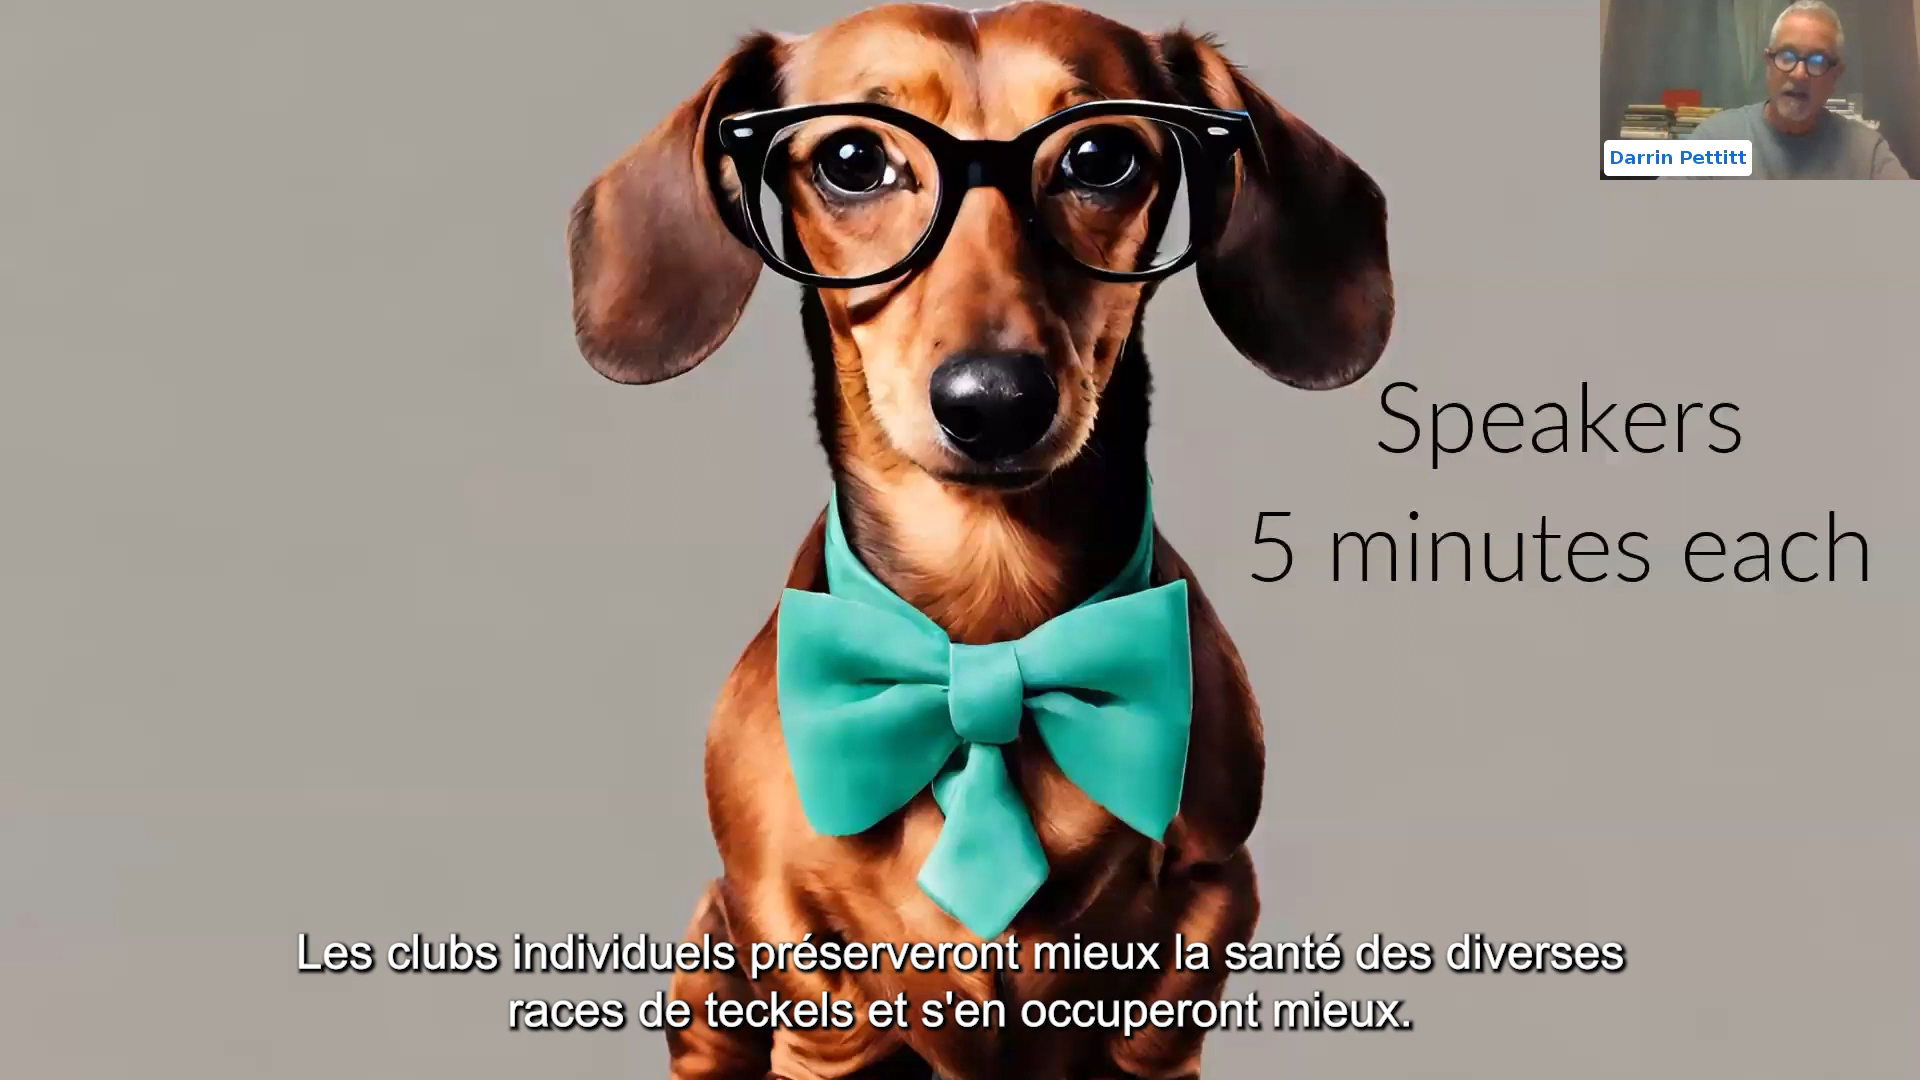 Darrin Pettitt
Speakers
5 minutes each
Les clubs individuels préserveront mieux la santé des diverses
races de teckels et s'en occuperont mieux.